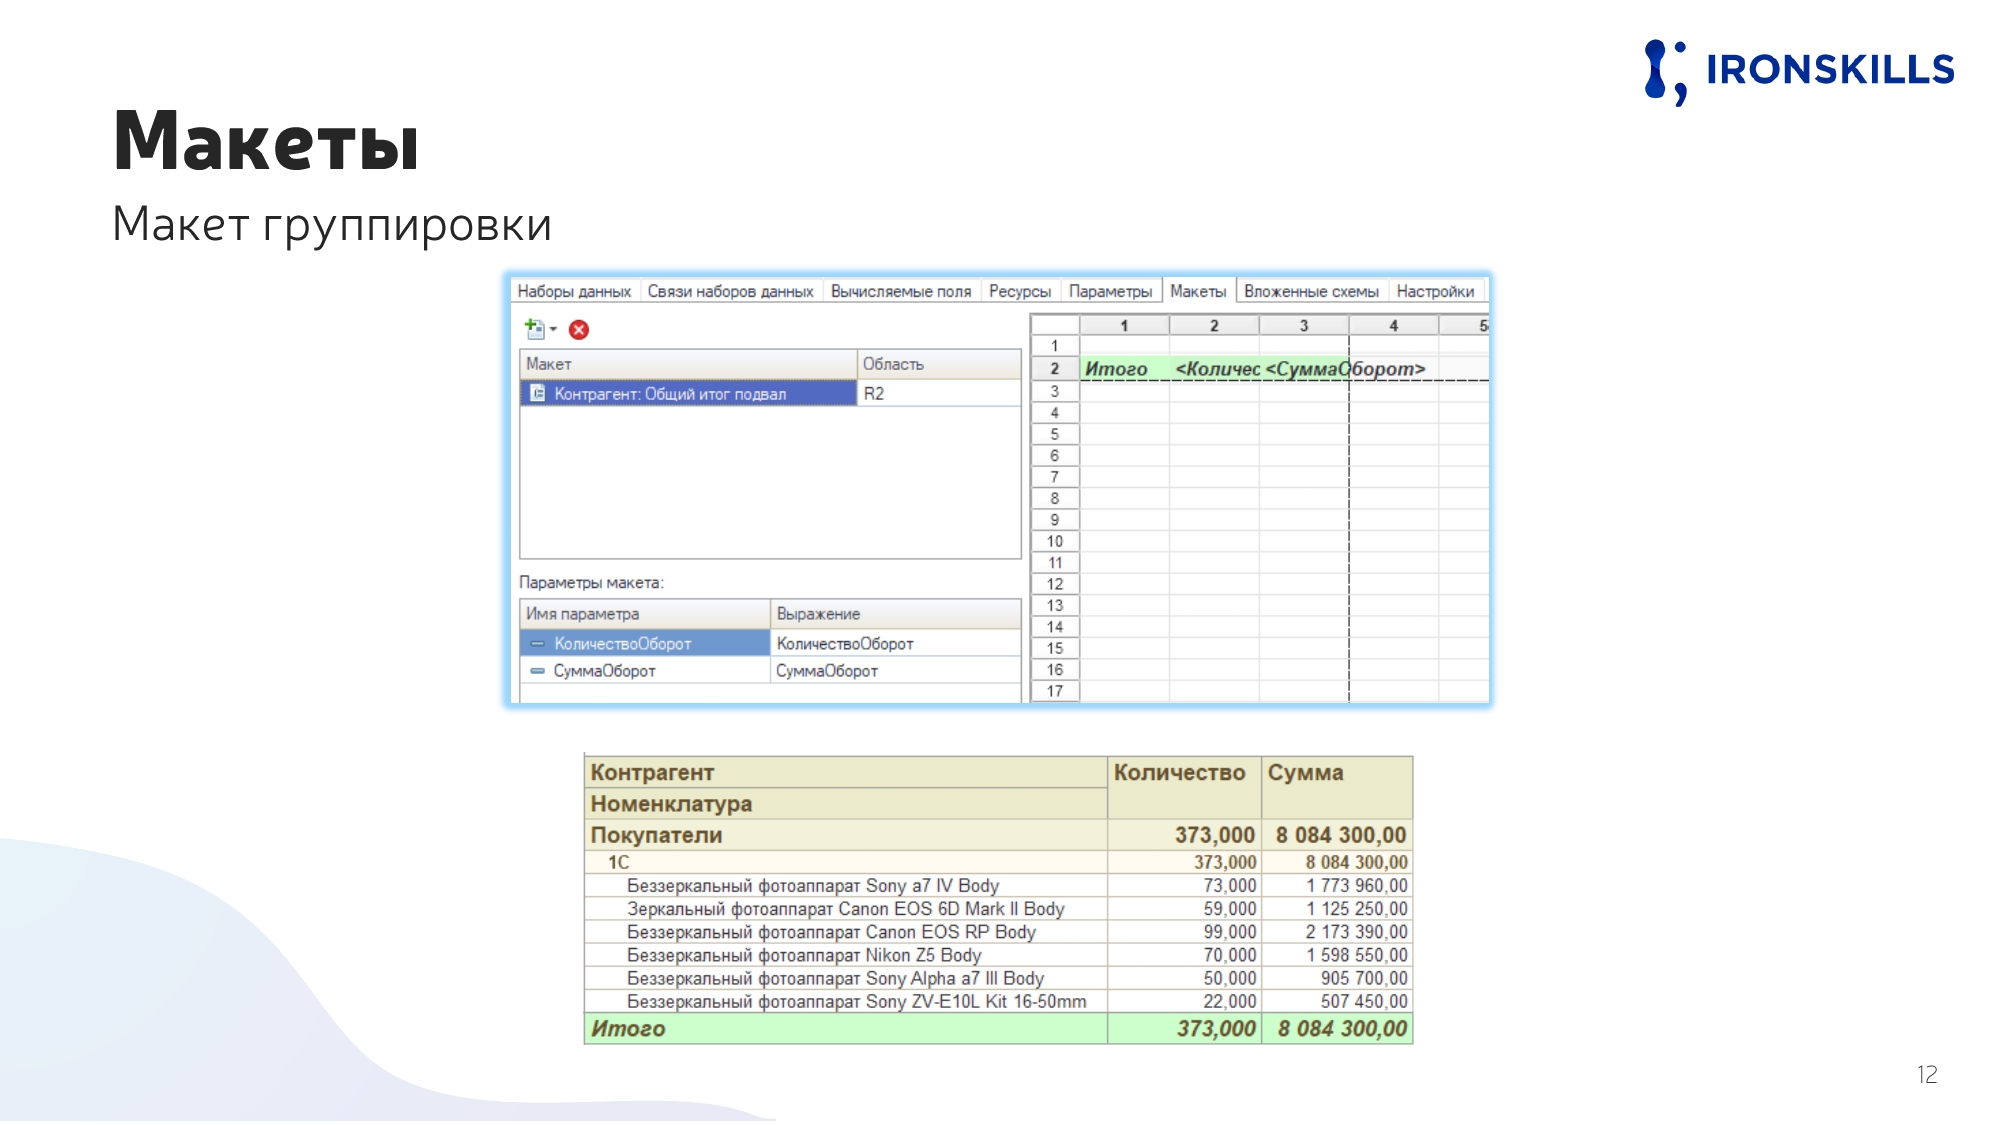 IRONSKILLS
Макеты
Макет группировки
Наборы данных Связи наборов данных Вычисляемые поля Ресурсы Параметры Макеты Вложенные схемы Настройки
Макет Область
Контрагент: Общий итог подвал R2
Параметры макета:
Имя параметра Выражение
КоличествоОборот КоличествоОборот
СуммаОборот СуммаОборот
1 2 3 4 5
1
2 Итого <Количес <СуммаОборот>
3
4
5
6
7
8
9
10
11
12
13
14
15
16
17
Контрагент Количество Сумма
Номенклатура
Покупатели 373,000 8 084 300,00
1С 373,000 8 084 300,00
Беззеркальный фотоаппарат Sony a7 IV Body 73,000 1 773 960,00
Зеркальный фотоаппарат Canon EOS 6D Mark II Body 59,000 1 125 250,00
Беззеркальный фотоаппарат Canon EOS RP Body 99,000 2 173 390,00
Беззеркальный фотоаппарат Nikon Z5 Body 70,000 1 598 550,00
Беззеркальный фотоаппарат Sony Alpha a7 III Body 50,000 905 700,00
Беззеркальный фотоаппарат Sony ZV-E10L Kit 16-50mm 22,000 507 450,00
Итого 373,000 8 084 300,00
12